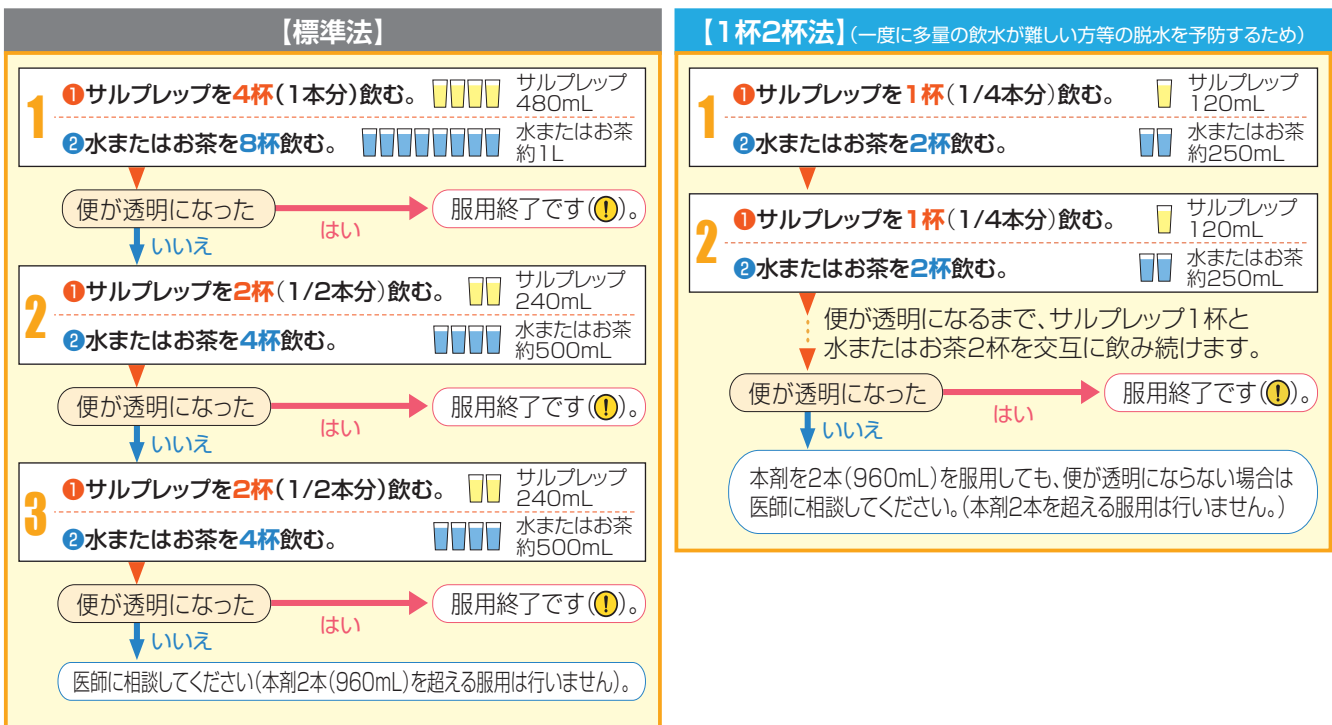 【標準法】
1
❶サルプレップを4杯(1本分)飲む。
サルプレップ
480mL
❷水またはお茶を8杯飲む。
水またはお茶
約1L
便が透明になった
はい
服用終了です(!)。
いいえ
2
❶サルプレップを2杯(1/2本分)飲む。
サルプレップ
240mL
❷水またはお茶を4杯飲む。
水またはお茶
約500mL
便が透明になった
はい
服用終了です(!)。
いいえ
3
❶サルプレップを2杯(1/2本分)飲む。
サルプレップ
240mL
❷水またはお茶を4杯飲む。
水またはお茶
約500mL
便が透明になった
はい
服用終了です(!)。
いいえ
医師に相談してください(本剤2本(960mL)を超える服用は行いません)。
【1杯2杯法】(一度に多量の飲水が難しい方等の脱水を予防するため)
1
❶サルプレップを1杯(1/4本分)飲む。
サルプレップ
120mL
❷水またはお茶を2杯飲む。
水またはお茶
約250mL
2
❶サルプレップを1杯(1/4本分)飲む。
サルプレップ
120mL
❷水またはお茶を2杯飲む。
水またはお茶
約250mL
便が透明になるまで、サルプレップ1杯と
水またはお茶2杯を交互に飲み続けます。
便が透明になった
はい
服用終了です(!)。
いいえ
本剤を2本(960mL)を服用しても、便が透明にならない場合は
医師に相談してください。(本剤2本を超える服用は行いません。)